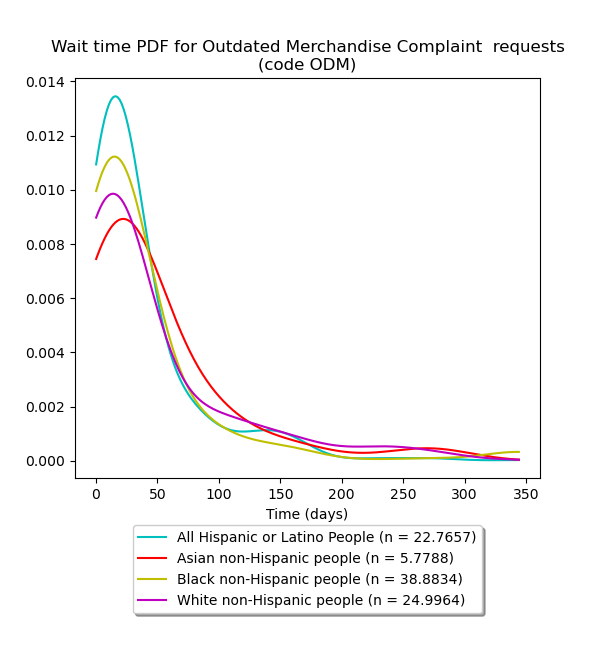 Wait time PDF for Outdated Merchandise Complaint  requests
(code ODM)
0.014
0.012
0.010
0.008
0.006
0.004
0.002
0.000
0 50 100 150 200 250 300 350
Time (days)
All Hispanic or Latino People (n = 22.7657)
Asian non-Hispanic people (n = 5.7788)
Black non-Hispanic people (n = 38.8834)
White non-Hispanic people (n = 24.9964)